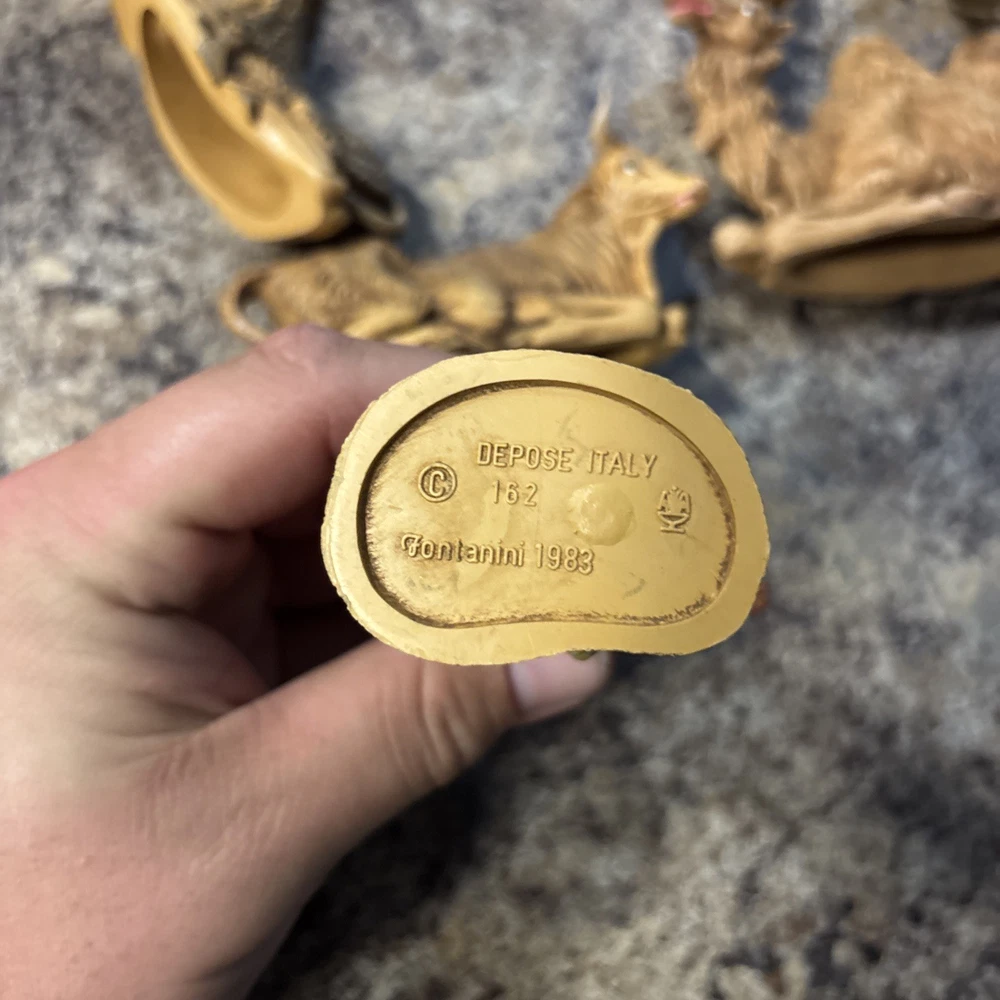 DEPOSE ITALY
© 162
Fontanini 1983